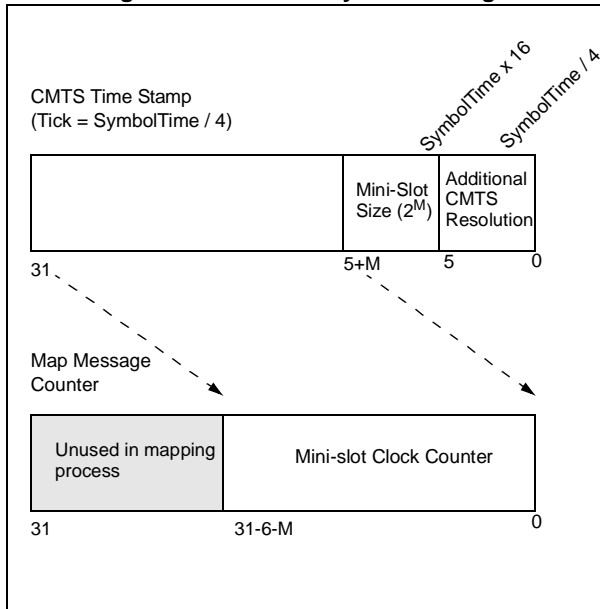 CMTS Time Stamp
(Tick = SymbolTime / 4)
SymbolTime x 16
SymbolTime / 4
Mini-Slot
Size (2^M)
Additional
CMTS
Resolution
31
5+M
5
0
Map Message
Counter
Unused in mapping
process
Mini-slot Clock Counter
31
31-6-M
0